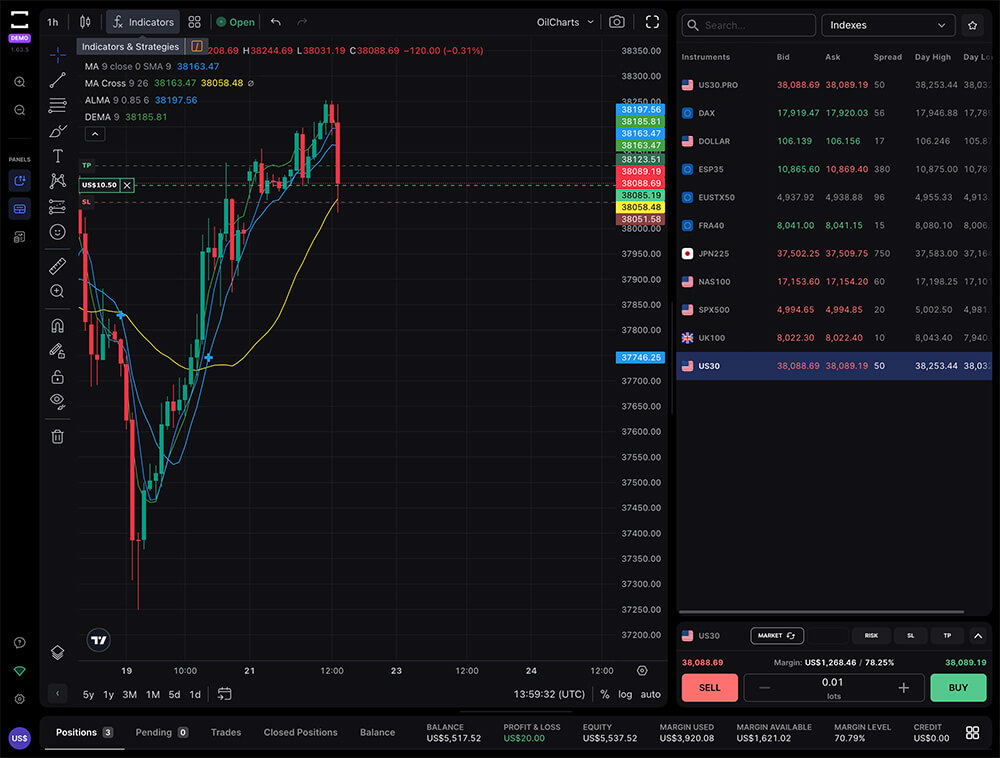 DEMO
1.63.5
PANELS
US$
1h
Indicators
Open
OilCharts
Indicators & Strategies
208.69 H38244.69 L38031.19 C38088.69 −120.00 (−0.31%)
MA 9 close 0 SMA 9 38163.47
MA Cross 9 26 38163.47 38058.48 ∅
ALMA 9 0.85 6 38197.56
DEMA 9 38185.81
TP
US$10.50
SL
38350.00
38300.00
38250.00
38197.56
38185.81
38163.47
38163.47
38123.51
38089.19
38088.69
38085.19
38058.48
38051.58
38000.00
37950.00
37900.00
37850.00
37800.00
37746.25
37700.00
37650.00
37600.00
37550.00
37500.00
37450.00
37400.00
37350.00
37300.00
37250.00
37200.00
19 10:00 21 12:00 23 12:00 24 12:00
5y 1y 3M 1M 5d 1d
13:59:32 (UTC) % log auto
Search...
Indexes
Instruments Bid Ask Spread Day High Day Lo
US30.PRO 38,088.69 38,089.19 50 38,253.44 38,03
DAX 17,919.47 17,920.03 56 17,946.88 17,78
DOLLAR 106.139 106.156 17 106.246 105.8
ESP35 10,865.60 10,869.40 380 10,875.00 10,78
EUSTX50 4,937.92 4,938.88 96 4,955.33 4,913.
FRA40 8,041.00 8,041.15 15 8,080.10 8,006.
JPN225 37,502.25 37,509.75 750 37,583.00 37,16
NAS100 17,153.60 17,154.20 60 17,198.25 17,10
SPX500 4,994.65 4,994.85 20 5,002.50 4,981.
UK100 8,022.30 8,022.40 10 8,043.40 7,940.
US30 38,088.69 38,089.19 50 38,253.44 38,03
US30 MARKET RISK SL TP
38,088.69 Margin: US$1,268.46 / 78.25% 38,089.19
SELL
0.01
lots
BUY
Positions 3
Pending 0
Trades
Closed Positions
Balance
BALANCE
US$5,517.52
PROFIT & LOSS
US$20.00
EQUITY
US$5,537.52
MARGIN USED
US$3,920.08
MARGIN AVAILABLE
US$1,621.02
MARGIN LEVEL
70.79%
CREDIT
US$0.00